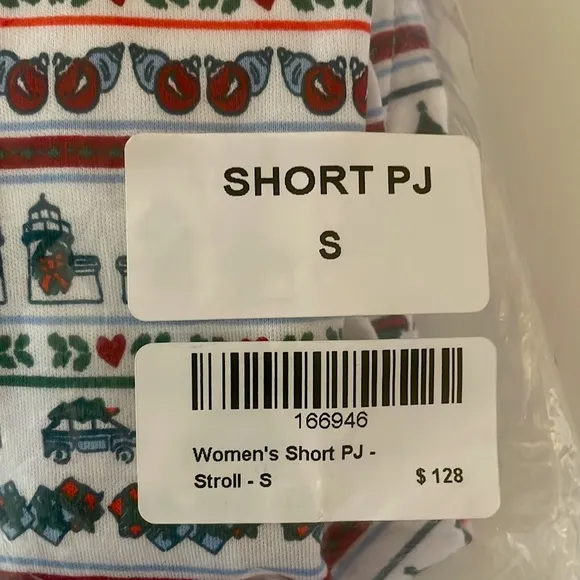 SHORT PJ
S
166946
Women's Short PJ -
Stroll - S
$ 128